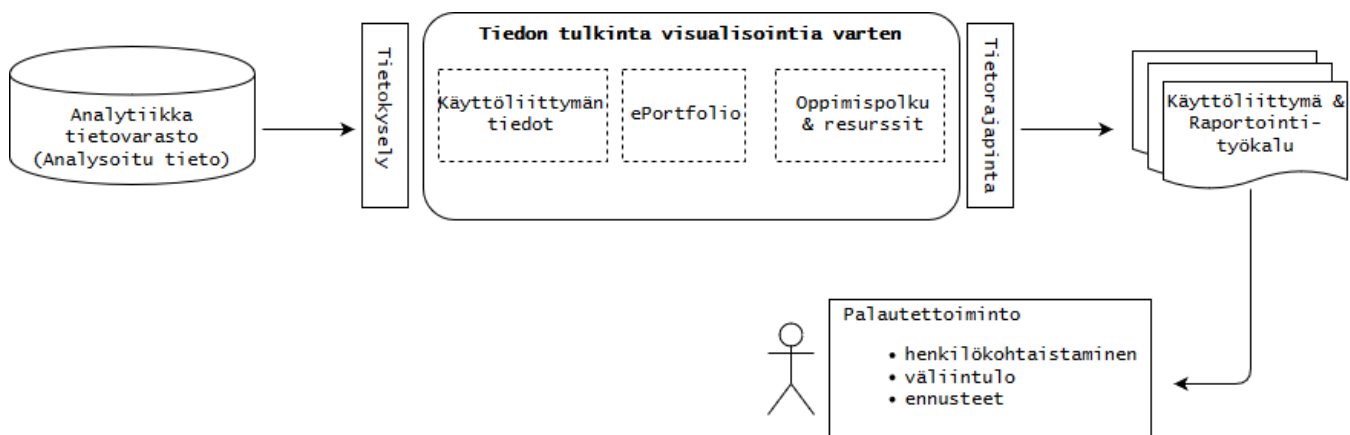 Analytiikka
tietovarasto
(Analysoitu tieto)
Tietokysely
Tiedon tulkinta visualisointia varten
Käyttöliittymän
tiedot
ePortfolio
Oppimispolku
& resurssit
Tietorajapinta
Käyttöliittymä &
Raportointi-
työkalu
Palautettoiminto
• henkilökohtaistaminen
• väliintulo
• ennusteet